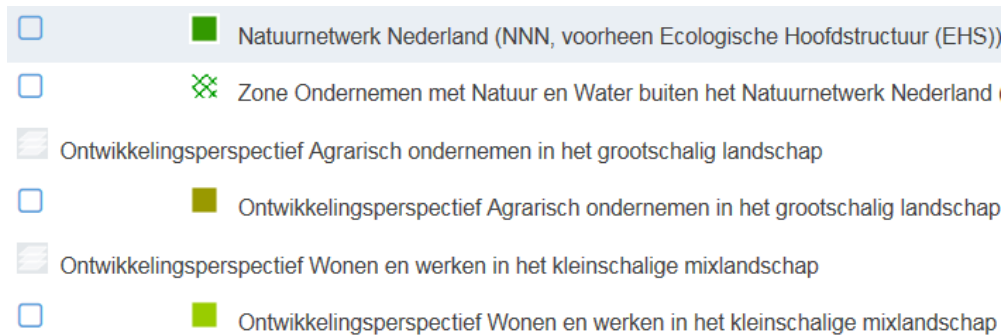 Natuurnetwerk Nederland (NNN, voorheen Ecologische Hoofdstructuur (EHS))
Zone Ondernemen met Natuur en Water buiten het Natuurnetwerk Nederland (
Ontwikkelingsperspectief Agrarisch ondernemen in het grootschalig landschap
Ontwikkelingsperspectief Agrarisch ondernemen in het grootschalig landschap
Ontwikkelingsperspectief Wonen en werken in het kleinschalige mixlandschap
Ontwikkelingsperspectief Wonen en werken in het kleinschalige mixlandschap